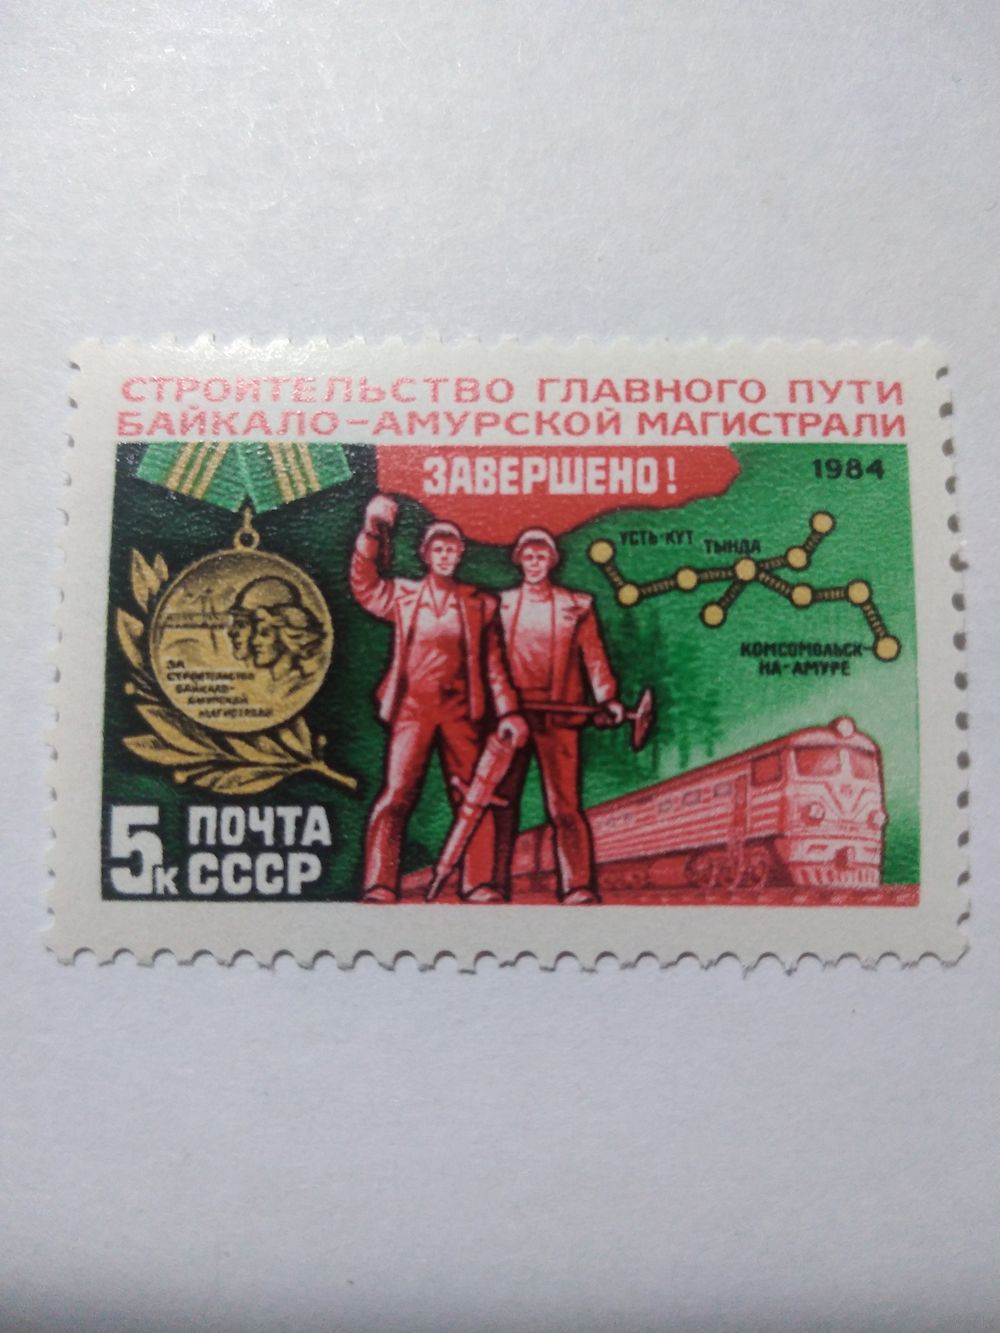 СТРОИТЕЛЬСТВО ГЛАВНОГО ПУТИ
БАЙКАЛО-АМУРСКОЙ МАГИСТРАЛИ
ЗАВЕРШЕНО!
1984
УСТЬ-КУТ
ТЫНДА
КОМСОМОЛЬСК-
НА-АМУРЕ
ЗА
СТРОИТЕЛЬСТВО
БАЙКАЛО-
АМУРСКОЙ
МАГИСТРАЛИ
5к
ПОЧТА
СССР